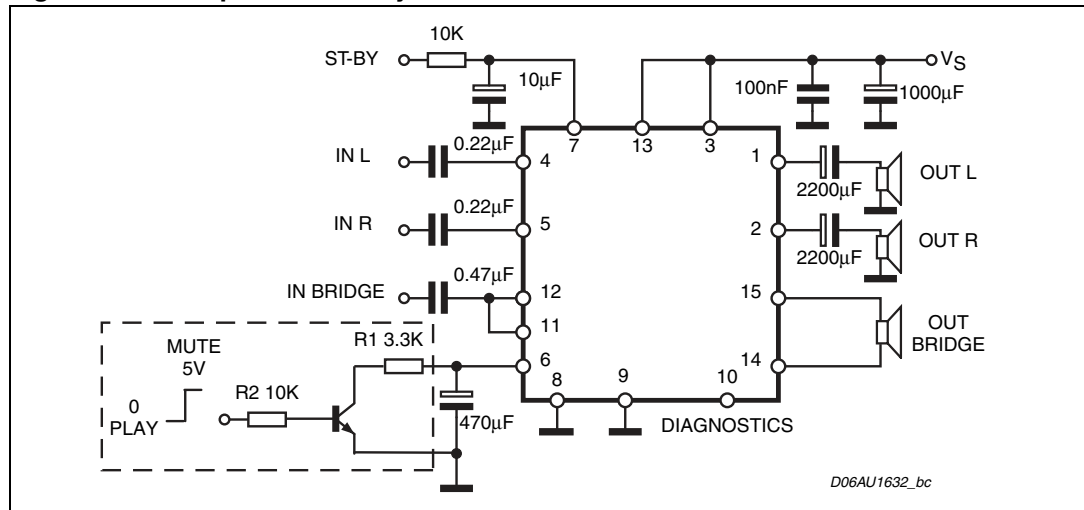 10K
ST-BY
10µF
7
13
3
100nF
1000µF
VS
IN L
0.22µF
4
1
2200µF
OUT L
IN R
0.22µF
5
2
2200µF
OUT R
IN BRIDGE
0.47µF
12
11
15
14
OUT
BRIDGE
MUTE
5V
0
PLAY
R2 10K
R1 3.3K
6
470µF
8
9
10
DIAGNOSTICS
D06AU1632_bc